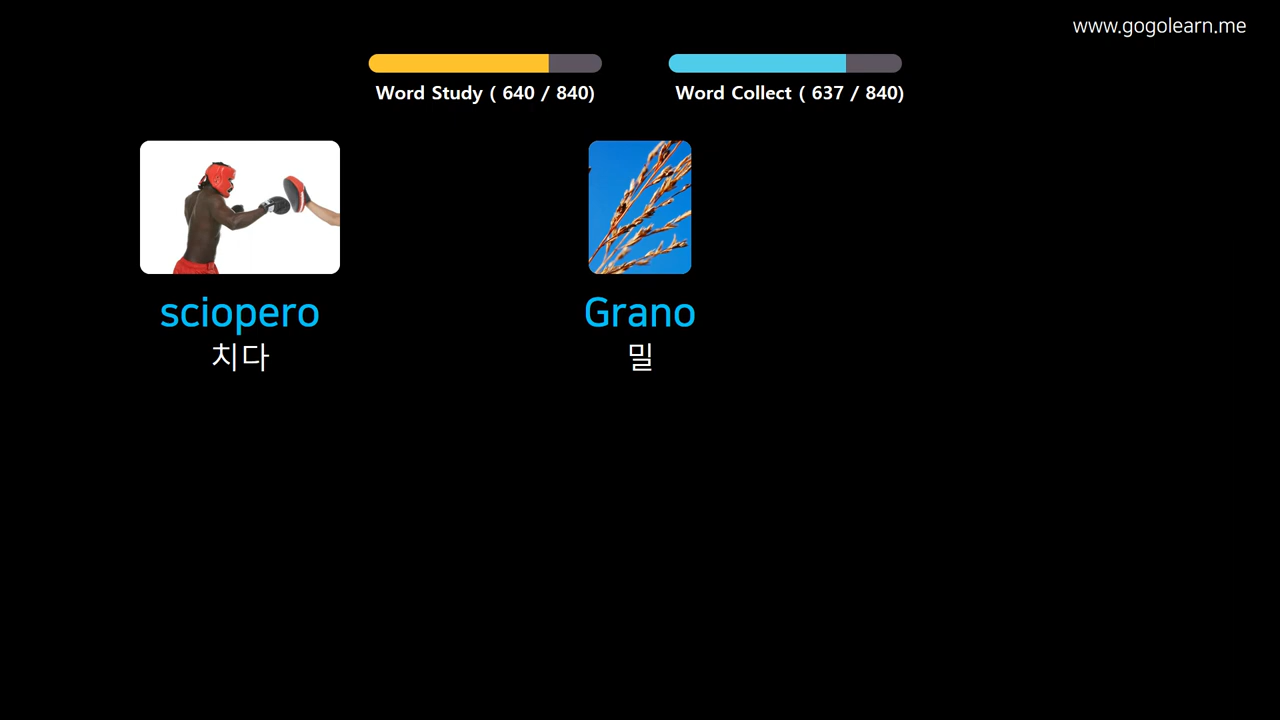 www.gogolearn.me
Word Study ( 640 / 840)
Word Collect ( 637 / 840)
sciopero
치다
Grano
밀